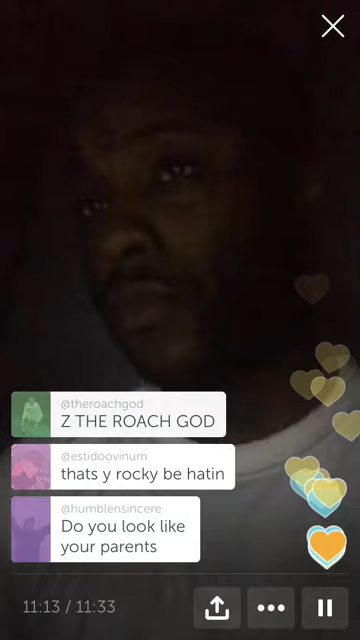 @theroachgod
Z THE ROACH GOD
@estidoovinum
thats y rocky be hatin
@humblensincere
Do you look like
your parents
11:13 / 11:33